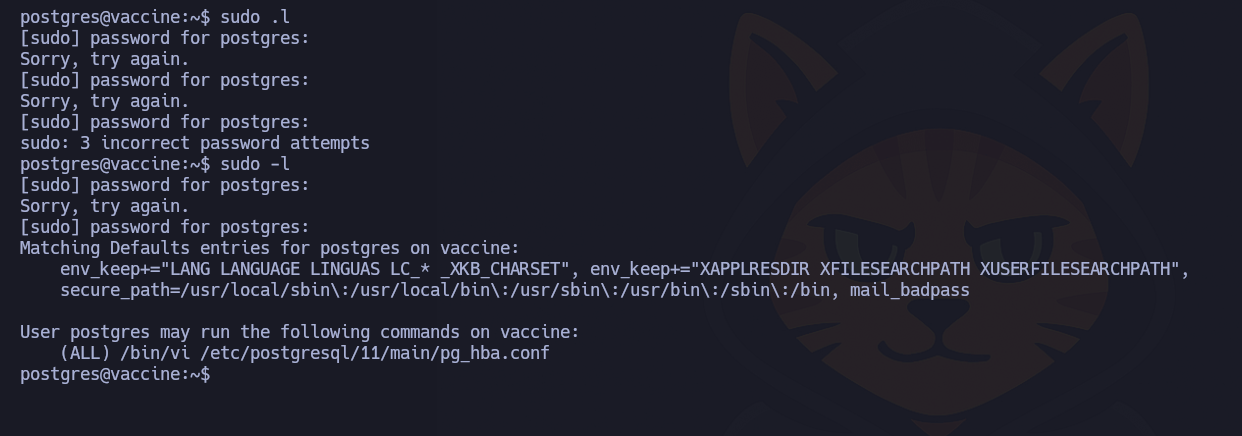 postgres@vaccine:~$ sudo .l
[sudo] password for postgres:
Sorry, try again.
[sudo] password for postgres:
Sorry, try again.
[sudo] password for postgres:
sudo: 3 incorrect password attempts
postgres@vaccine:~$ sudo -l
[sudo] password for postgres:
Sorry, try again.
[sudo] password for postgres:
Matching Defaults entries for postgres on vaccine:
    env_keep+="LANG LANGUAGE LINGUAS LC_* _XKB_CHARSET", env_keep+="XAPPLRESDIR XFILESEARCHPATH XUSERFILESEARCHPATH",
    secure_path=/usr/local/sbin\:/usr/local/bin\:/usr/sbin\:/usr/bin\:/sbin\:/bin, mail_badpass
User postgres may run the following commands on vaccine:
    (ALL) /bin/vi /etc/postgresql/11/main/pg_hba.conf
postgres@vaccine:~$